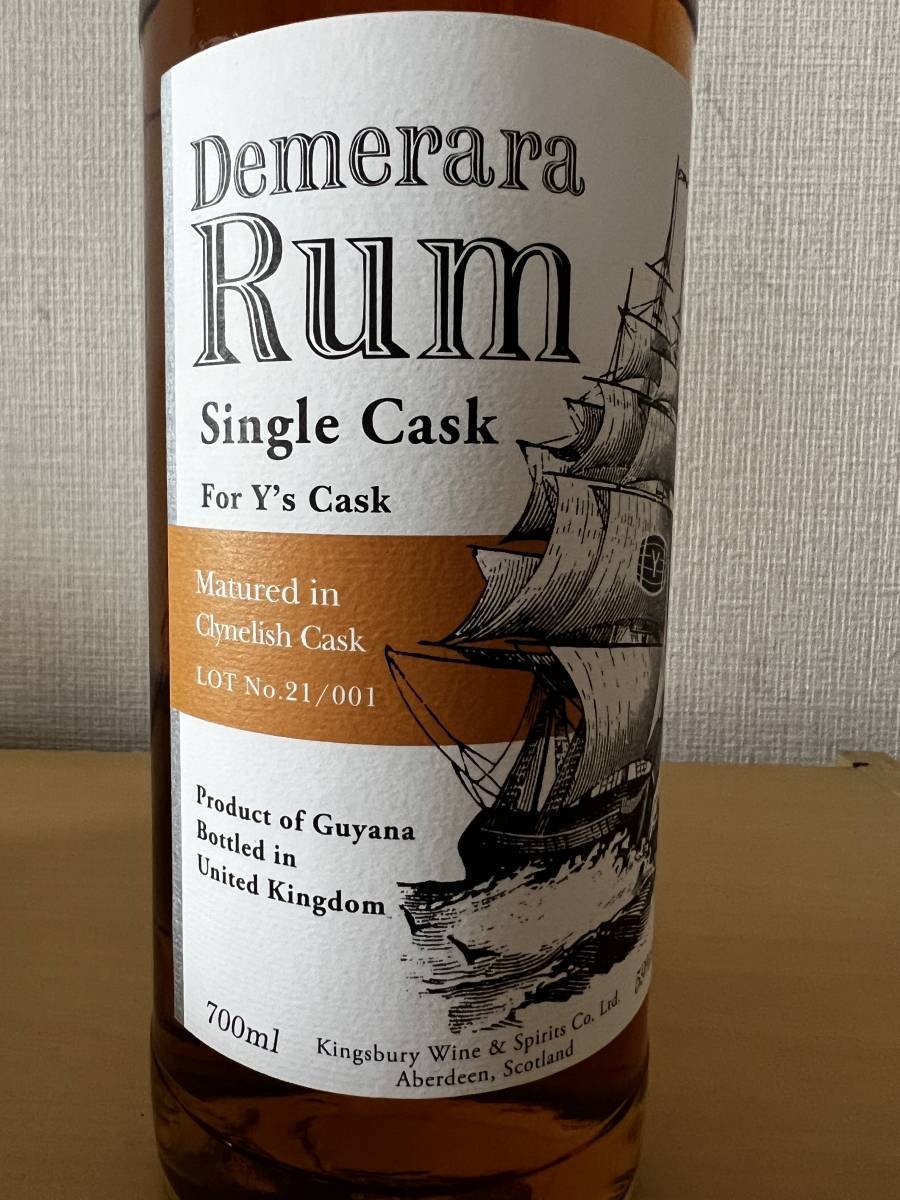 Demerara
Rum
Single Cask
For Y's Cask
Matured in
Clynelish Cask
LOT No.21/001
Product of Guyana
Bottled in
United Kingdom
700ml
Kingsbury Wine & Spirits Co. Ltd.
Aberdeen, Scotland
Y